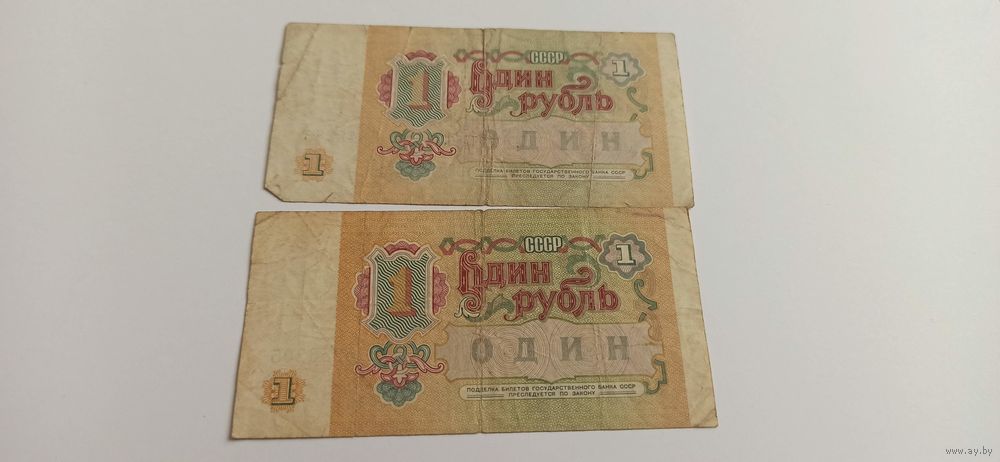 СССР
1
1
Один
рубль
ОДИН
1
ПОДДЕЛКА БИЛЕТОВ ГОСУДАРСТВЕННОГО БАНКА СССР
ПРЕСЛЕДУЕТСЯ ПО ЗАКОНУ
СССР
1
1
Один
рубль
ОДИН
1
ПОДДЕЛКА БИЛЕТОВ ГОСУДАРСТВЕННОГО БАНКА СССР
ПРЕСЛЕДУЕТСЯ ПО ЗАКОНУ
www.ay.by